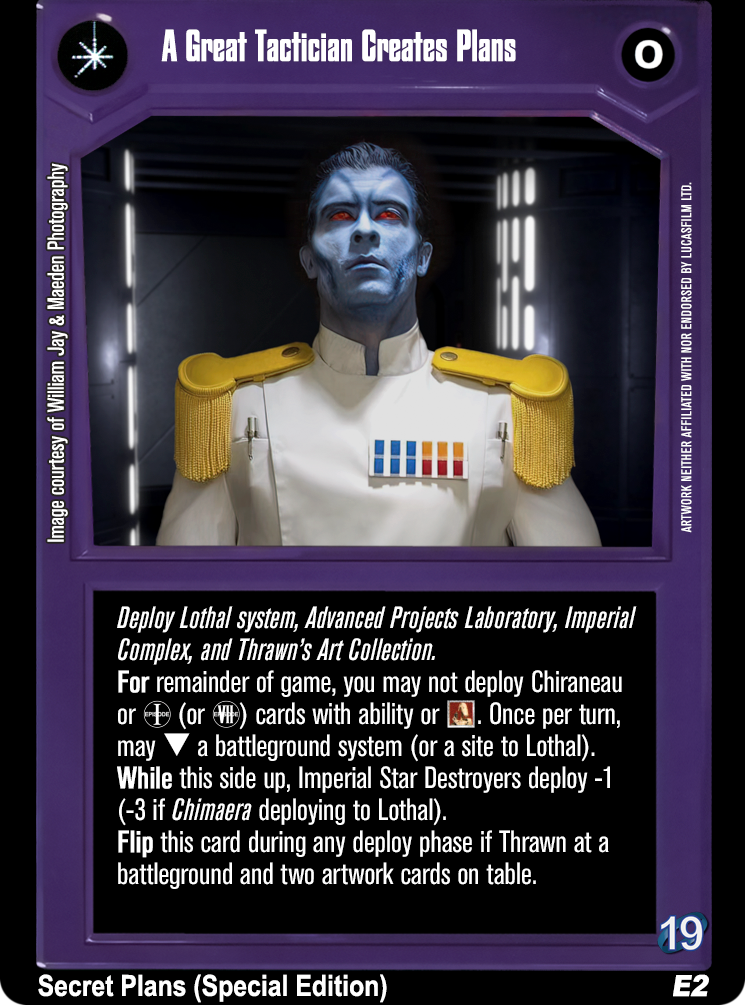 A Great Tactician Creates Plans
O
Image courtesy of William Jay & Maeden Photography
ARTWORK NEITHER AFFILIATED WITH NOR ENDORSED BY LUCASFILM LTD.
Deploy Lothal system, Advanced Projects Laboratory, Imperial
Complex, and Thrawn's Art Collection.
For remainder of game, you may not deploy Chiraneau
or EPISODE I (or EPISODE VII) cards with ability or . Once per turn,
may ▼ a battleground system (or a site to Lothal).
While this side up, Imperial Star Destroyers deploy -1
(-3 if Chimaera deploying to Lothal).
Flip this card during any deploy phase if Thrawn at a
battleground and two artwork cards on table.
19
Secret Plans (Special Edition)
E2